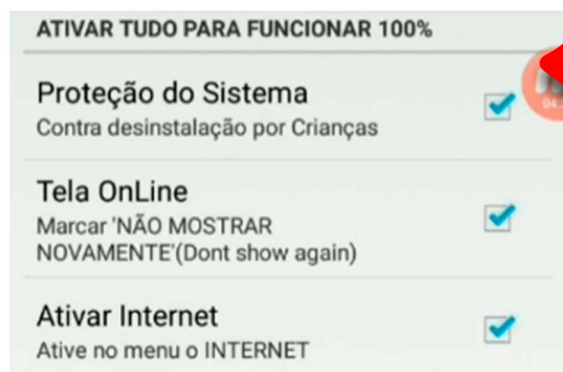 ATIVAR TUDO PARA FUNCIONAR 100%
Proteção do Sistema
Contra desinstalação por Crianças
Tela OnLine
Marcar 'NÃO MOSTRAR
NOVAMENTE'(Dont show again)
Ativar Internet
Ative no menu o INTERNET